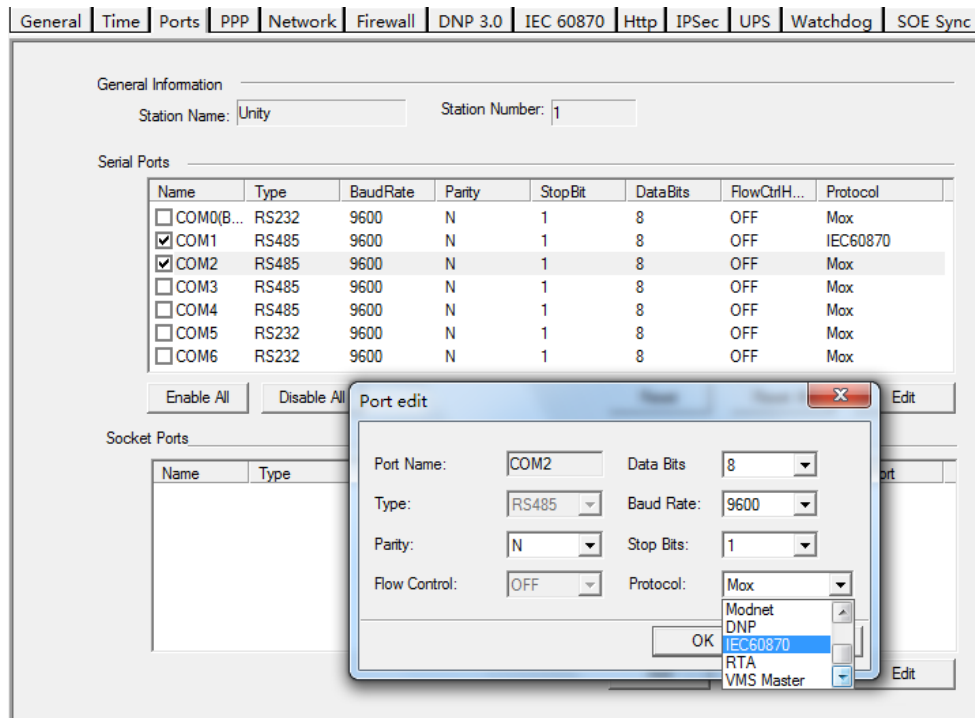 General Time Ports PPP Network Firewall DNP 3.0 IEC 60870 Http IPSec UPS Watchdog SOE Sync
General Information
Station Name: Unity Station Number: 1
Serial Ports
Name Type BaudRate Parity StopBit DataBits FlowCtrlH... Protocol
COM0(B... RS232 9600 N 1 8 OFF Mox
COM1 RS485 9600 N 1 8 OFF IEC60870
COM2 RS485 9600 N 1 8 OFF Mox
COM3 RS485 9600 N 1 8 OFF Mox
COM4 RS485 9600 N 1 8 OFF Mox
COM5 RS232 9600 N 1 8 OFF Mox
COM6 RS232 9600 N 1 8 OFF Mox
Enable All Disable All Edit
Port edit
Socket Ports
Name Type ort
Port Name: COM2 Data Bits 8
Type: RS485 Baud Rate: 9600
Parity: N Stop Bits: 1
Flow Control: OFF Protocol: Mox
Modnet
DNP
OK IEC60870
RTA
VMS Master
Edit